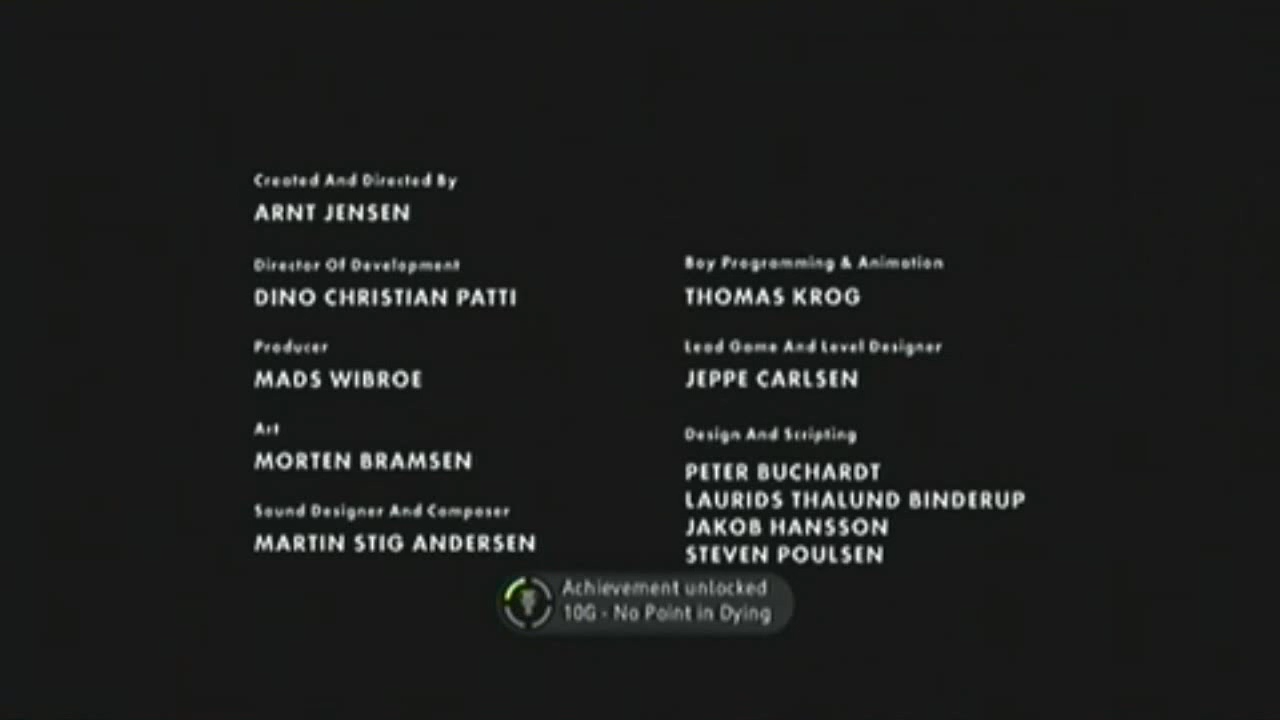 Created And Directed By
ARNT JENSEN
Director Of Development
DINO CHRISTIAN PATTI
Producer
MADS WIBROE
Art
MORTEN BRAMSEN
Sound Designer And Composer
MARTIN STIG ANDERSEN
Boy Programming & Animation
THOMAS KROG
Lead Game And Level Designer
JEPPE CARLSEN
Design And Scripting
PETER BUCHARDT
LAURIDS THALUND BINDERUP
JAKOB HANSSON
STEVEN POULSEN
Achievement unlocked
10G - No Point in Dying